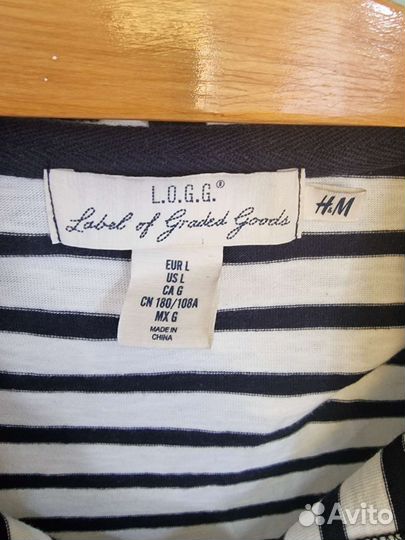 L.O.G.G.®
Label of Graded Goods
H&M
EUR L
US L
CA G
CN 180/108A
MX G
MADE IN
CHINA
Avito